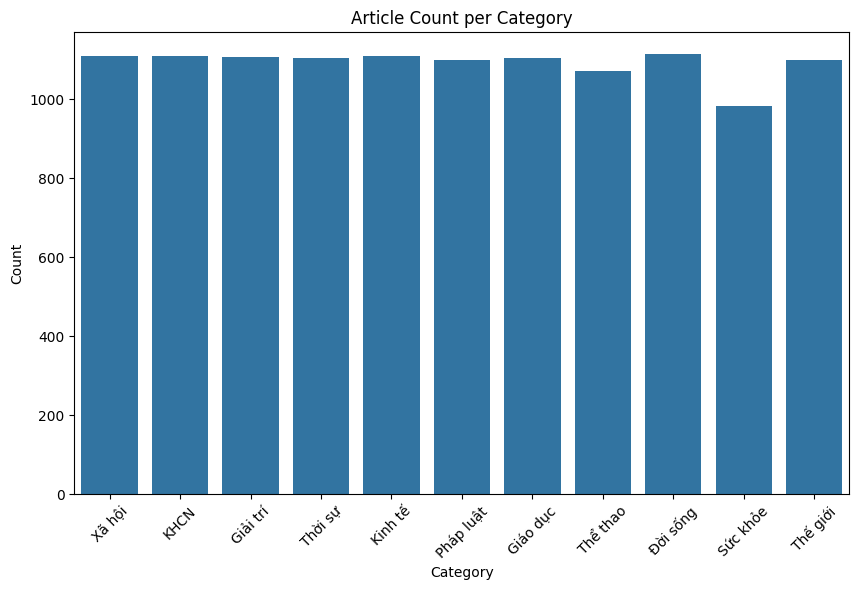 Article Count per Category
1000
800
600
400
200
0
Count
Xã hội
KHCN
Giải trí
Thời sự
Kinh tế
Pháp luật
Giáo dục
Thể thao
Đời sống
Sức khỏe
Thế giới
Category